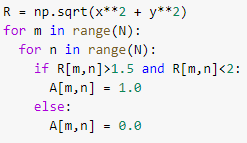 R = np.sqrt(x**2 + y**2)
for m in range(N):
  for n in range(N):
    if R[m,n]>1.5 and R[m,n]<2:
      A[m,n] = 1.0
    else:
      A[m,n] = 0.0